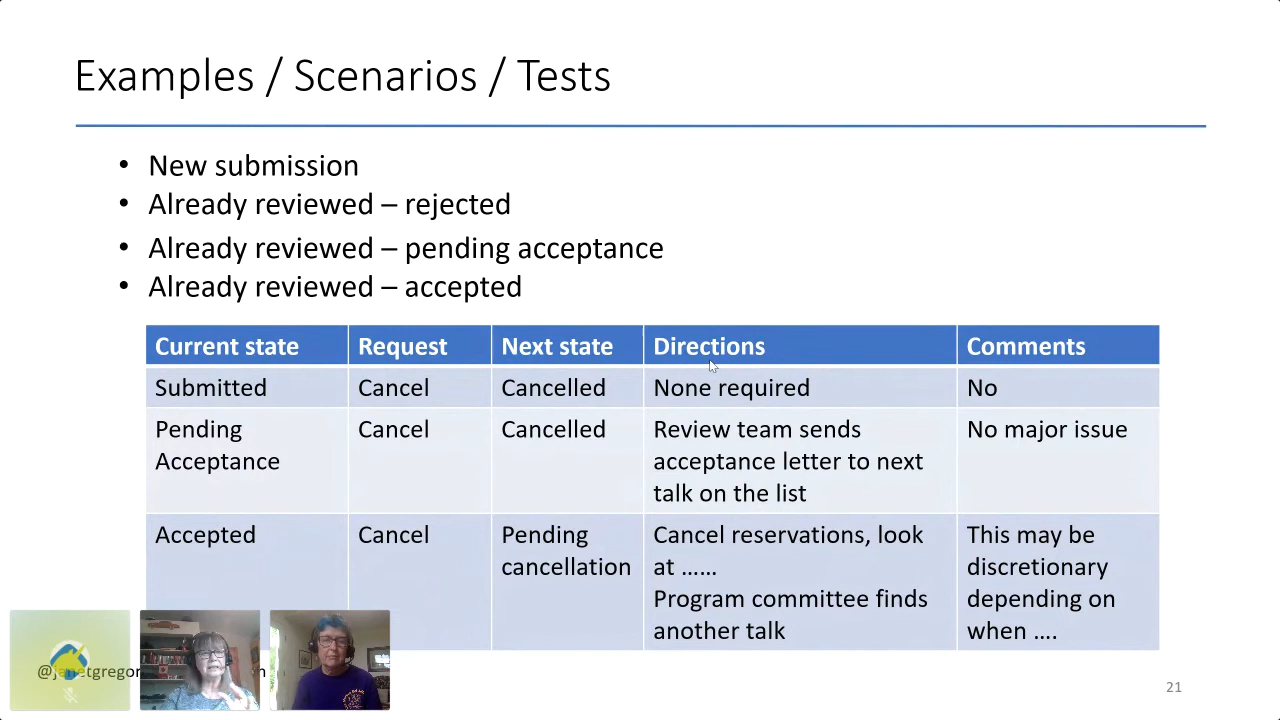 Examples / Scenarios / Tests
• New submission
• Already reviewed – rejected
• Already reviewed – pending acceptance
• Already reviewed – accepted
Current state Request Next state Directions Comments
Submitted Cancel Cancelled None required No
Pending Acceptance Cancel Cancelled Review team sends acceptance letter to next talk on the list No major issue
Accepted Cancel Pending cancellation Cancel reservations, look at ...... Program committee finds another talk This may be discretionary depending on when ....
21